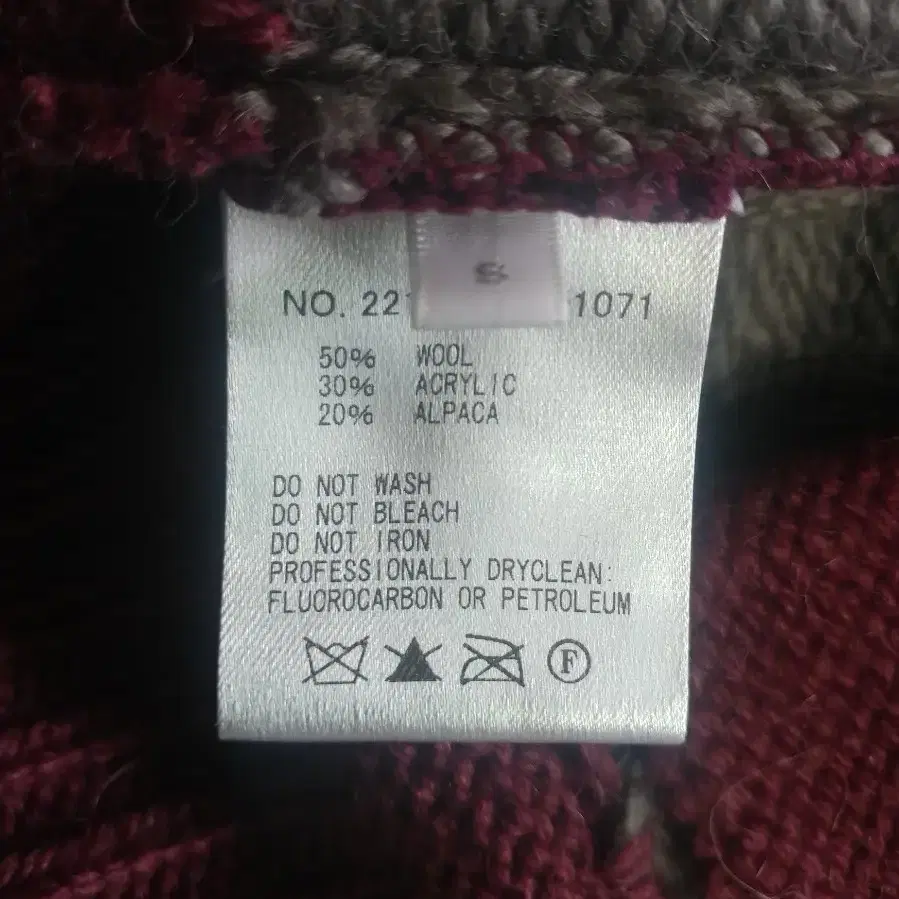 S
NO. 221 1071
50% WOOL
30% ACRYLIC
20% ALPACA
DO NOT WASH
DO NOT BLEACH
DO NOT IRON
PROFESSIONALLY DRYCLEAN:
FLUOROCARBON OR PETROLEUM
F